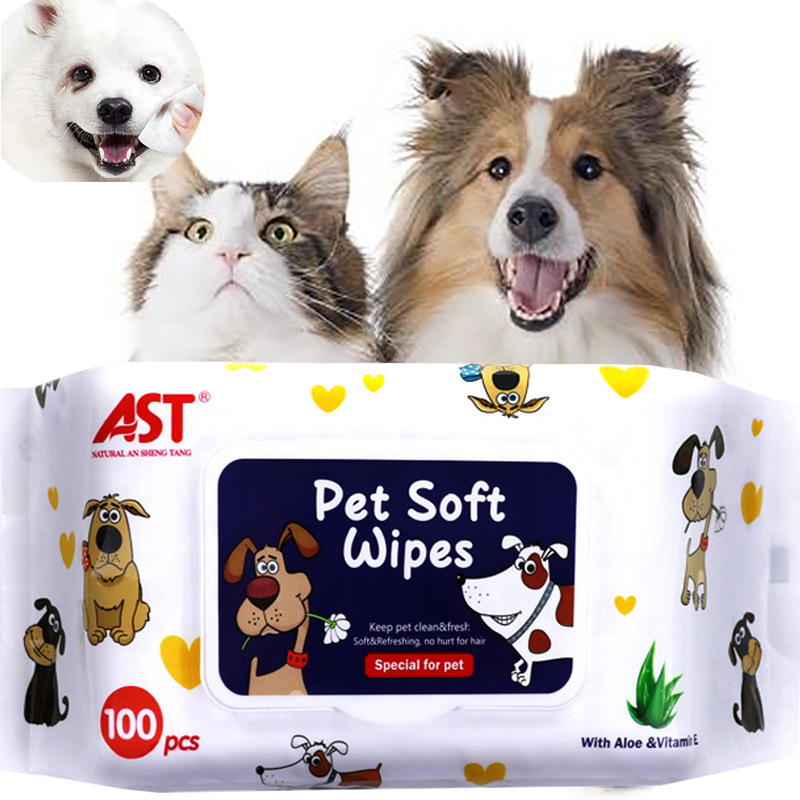 AST®
NATURAL AN SHENG TANG
Pet Soft
Wipes
Keep pet clean&fresh:
Soft&Refreshing, no hurt for hair
Special for pet
100 pcs
With Aloe &Vitamin E